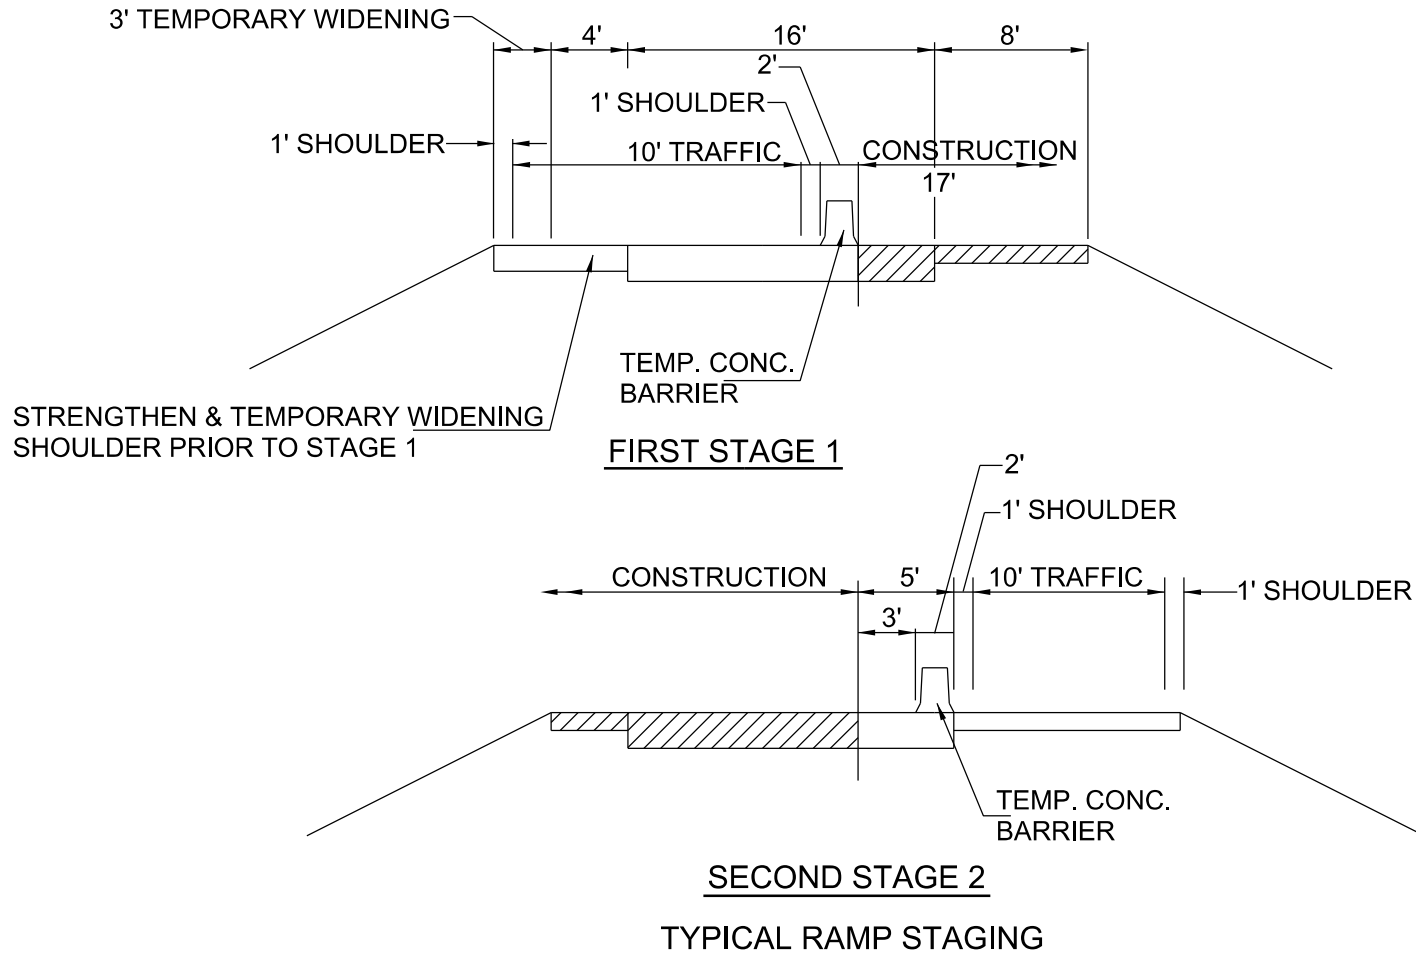 3' TEMPORARY WIDENING
4'
16'
8'
2'
1' SHOULDER
1' SHOULDER
10' TRAFFIC
CONSTRUCTION
17'
TEMP. CONC.
BARRIER
STRENGTHEN & TEMPORARY WIDENING
SHOULDER PRIOR TO STAGE 1
FIRST STAGE 1
2'
1' SHOULDER
CONSTRUCTION
5'
10' TRAFFIC
1' SHOULDER
3'
TEMP. CONC.
BARRIER
SECOND STAGE 2
TYPICAL RAMP STAGING